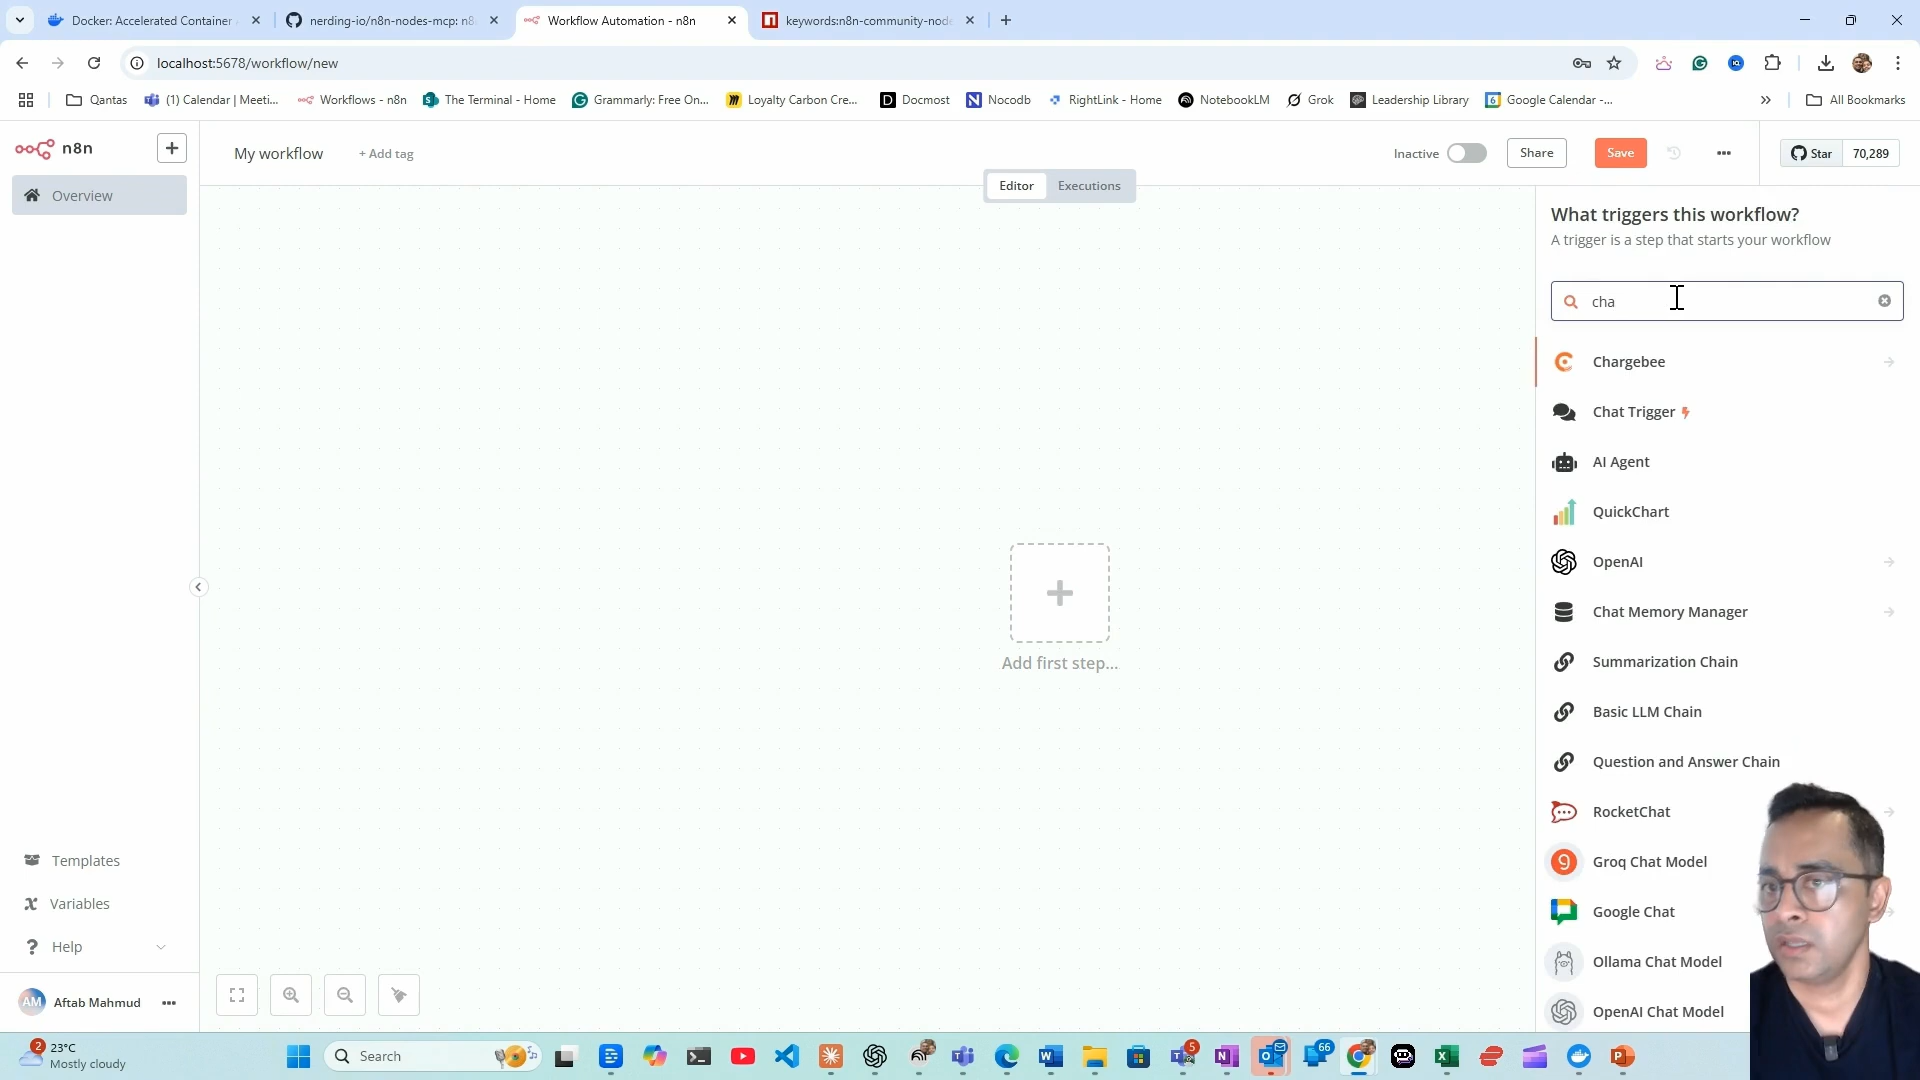 Docker: Accelerated Container
nerding-io/n8n-nodes-mcp: n8
Workflow Automation - n8n
keywords:n8n-community-node
localhost:5678/workflow/new
Qantas
(1) Calendar | Meeti...
Workflows - n8n
The Terminal - Home
Grammarly: Free On...
Loyalty Carbon Cre...
Docmost
Nocodb
RightLink - Home
NotebookLM
Grok
Leadership Library
6
Google Calendar -...
All Bookmarks
n8n
My workflow
+ Add tag
Inactive
Share
Save
Star
70,289
Editor
Executions
Overview
What triggers this workflow?
A trigger is a step that starts your workflow
cha
Chargebee
Chat Trigger
AI Agent
QuickChart
OpenAI
Chat Memory Manager
Summarization Chain
Basic LLM Chain
Question and Answer Chain
RocketChat
Groq Chat Model
Google Chat
Ollama Chat Model
OpenAI Chat Model
Add first step...
Templates
Variables
Help
AM
Aftab Mahmud
2
23°C
Mostly cloudy
Search
5
66